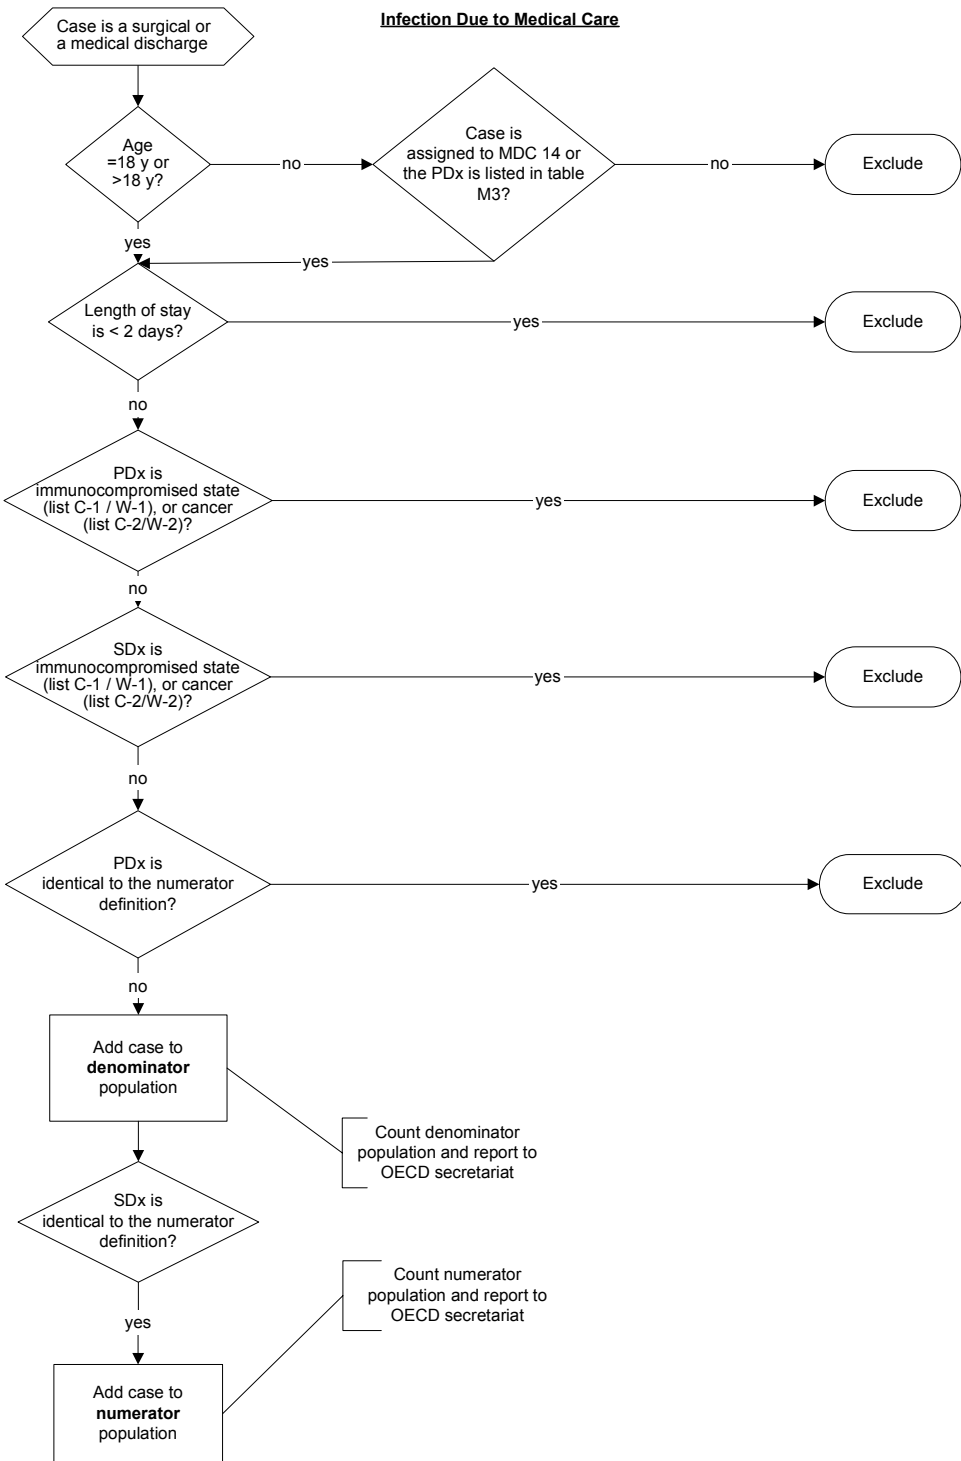 Infection Due to Medical Care
Case is a surgical or
a medical discharge
Age
=18 y or
>18 y?
no
Case is
assigned to MDC 14 or
the PDx is listed in table
M3?
no
Exclude
yes
yes
Length of stay
is < 2 days?
yes
Exclude
no
PDx is
immunocompromised state
(list C-1 / W-1), or cancer
(list C-2/W-2)?
yes
Exclude
no
SDx is
immunocompromised state
(list C-1 / W-1), or cancer
(list C-2/W-2)?
yes
Exclude
no
PDx is
identical to the numerator
definition?
yes
Exclude
no
Add case to
denominator
population
Count denominator
population and report to
OECD secretariat
SDx is
identical to the numerator
definition?
Count numerator
population and report to
OECD secretariat
yes
Add case to
numerator
population